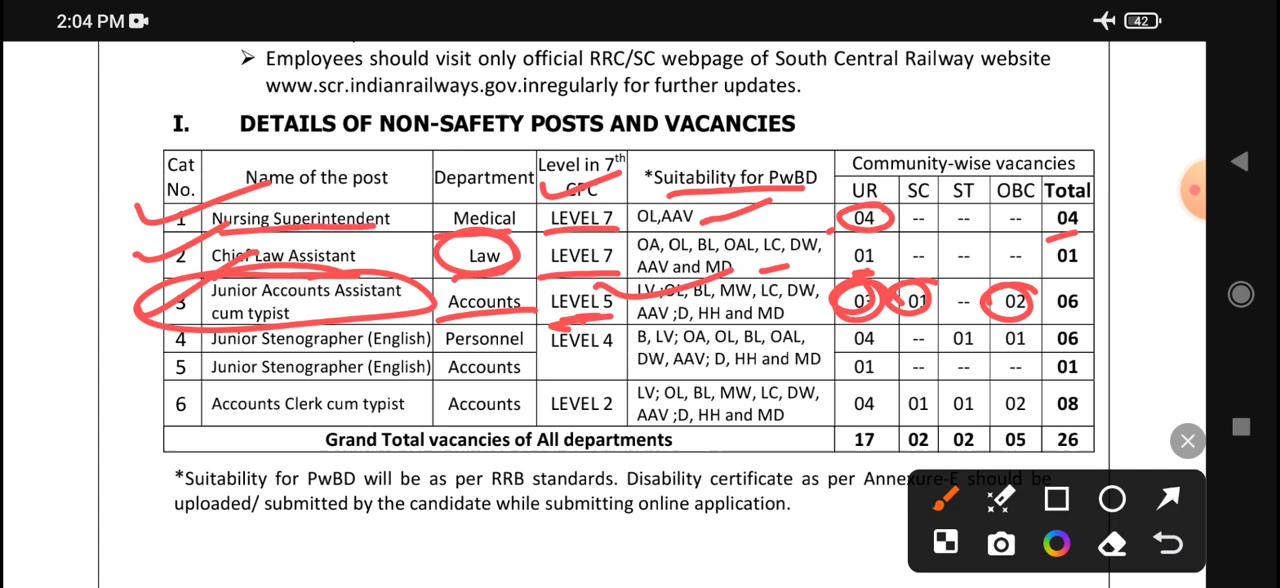 2:04 PM
42
➢ Employees should visit only official RRC/SC webpage of South Central Railway website
www.scr.indianrailways.gov.inregularly for further updates.
I. DETAILS OF NON-SAFETY POSTS AND VACANCIES
Cat No. Name of the post Department Level in 7th CPC *Suitability for PwBD Community-wise vacancies
UR SC ST OBC Total
1 Nursing Superintendent Medical LEVEL 7 OL,AAV 04 -- -- -- 04
2 Chief Law Assistant Law LEVEL 7 OA, OL, BL, OAL, LC, DW, 01 -- -- -- 01
AAV and MD
3 Junior Accounts Assistant Accounts LEVEL 5 LV ;OL, BL, MW, LC, DW, 03 01 -- 02 06
cum typist AAV ;D, HH and MD
4 Junior Stenographer (English) Personnel LEVEL 4 B, LV; OA, OL, BL, OAL, 04 -- 01 01 06
DW, AAV; D, HH and MD
5 Junior Stenographer (English) Accounts 01 -- -- -- 01
6 Accounts Clerk cum typist Accounts LEVEL 2 LV; OL, BL, MW, LC, DW, 04 01 01 02 08
AAV ;D, HH and MD
Grand Total vacancies of All departments 17 02 02 05 26
*Suitability for PwBD will be as per RRB standards. Disability certificate as per Annexure-E should be
uploaded/ submitted by the candidate while submitting online application.